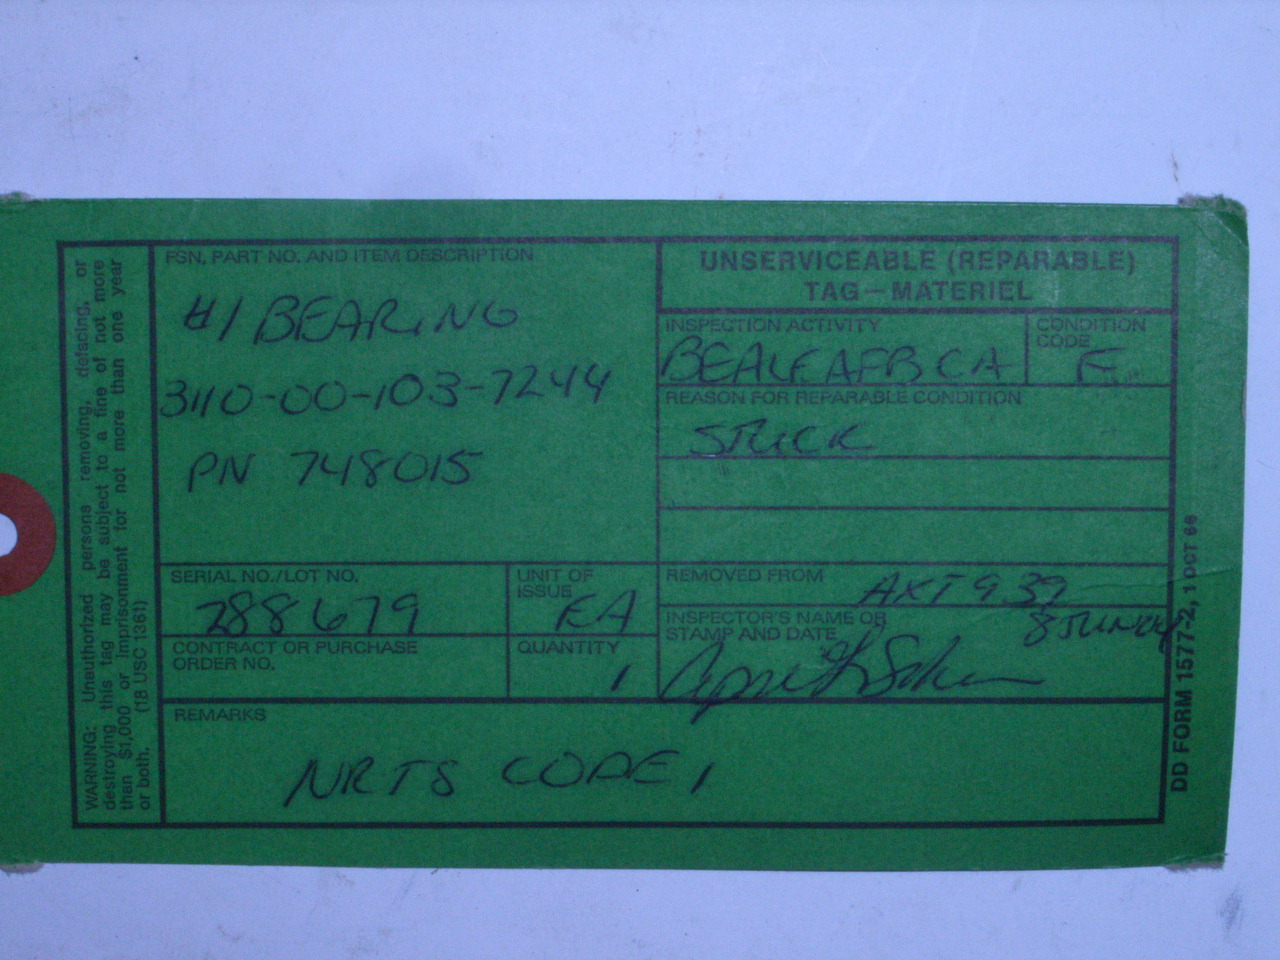 WARNING: Unauthorized persons removing, defacing, or
destroying this tag may be subject to a fine of not more
than $1,000 or imprisonment for not more than one year
or both. (18 USC 1361)
FSN, PART NO. AND ITEM DESCRIPTION
#1 BEARING
3110-00-103-7244
PN 748015
SERIAL NO./LOT NO.
288679
UNIT OF
ISSUE
EA
CONTRACT OR PURCHASE
ORDER NO.
QUANTITY
1
UNSERVICEABLE (REPARABLE)
TAG—MATERIEL
INSPECTION ACTIVITY
BEALE AFB CA
CONDITION
CODE
F
REASON FOR REPARABLE CONDITION
STUCK
REMOVED FROM
AXT939
INSPECTOR'S NAME OR
STAMP AND DATE
REMARKS
NRTS CODE 1
DD FORM 1577-2, 1 OCT 66